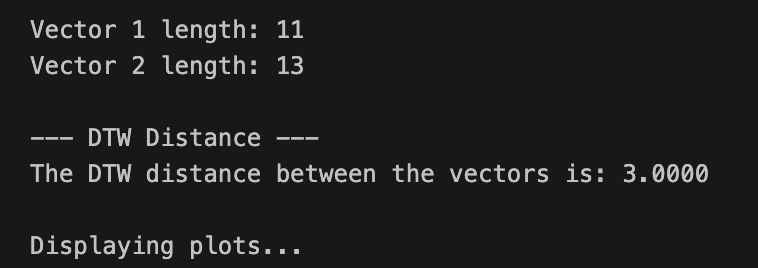 Vector 1 length: 11
Vector 2 length: 13
--- DTW Distance ---
The DTW distance between the vectors is: 3.0000
Displaying plots...